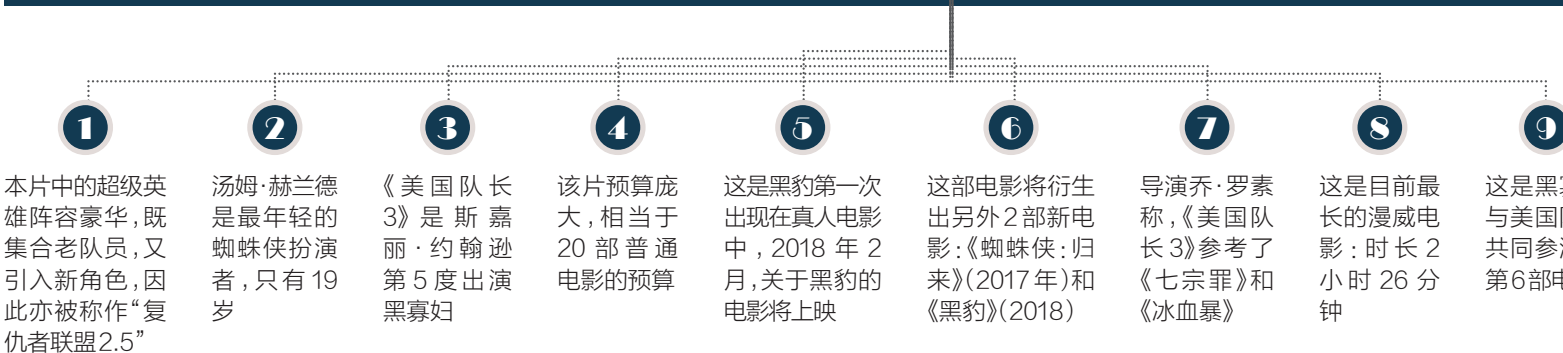 1
本片中的超级英
雄阵容豪华,既
集合老队员,又
引入新角色,因
此亦被称作“复
仇者联盟2.5”
2
汤姆·赫兰德
是最年轻的
蜘蛛侠扮演
者,只有19
岁
3
《美国队长
3》是斯嘉
丽·约翰逊
第5度出演
黑寡妇
4
该片预算庞
大,相当于
20部普通
电影的预算
5
这是黑豹第一次
出现在真人电影
中,2018年2
月,关于黑豹的
电影将上映
6
这部电影将衍生
出另外2部新电
影:《蜘蛛侠:归
来》(2017年)和
《黑豹》(2018)
7
导演乔·罗素
称,《美国队
长3》参考了
《七宗罪》和
《冰血暴》
8
这是目前最
长的漫威电
影:时长2
小时26分
钟
9
这是黑
与美国
共同参
第6部